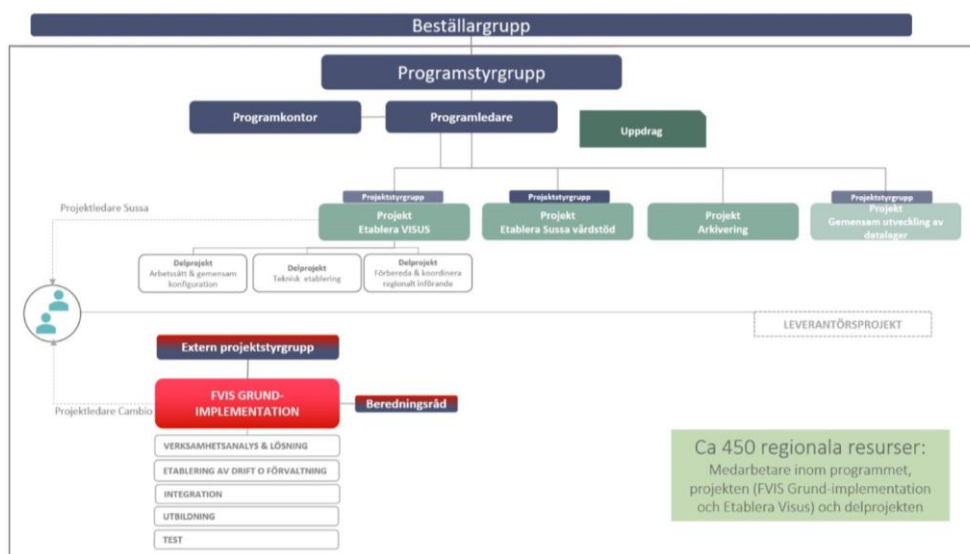 Beställargrupp
Programstyrgrupp
Programkontor
Programledare
Uppdrag
Projektledare Sussa
Projektstyrgrupp
Projekt
Etablera VISUS
Projektstyrgrupp
Projekt
Etablera Sussa vårdstöd
Projekt
Arkivering
Projektstyrgrupp
Projekt
Gemensam utveckling av
datalager
Delprojekt
Arbetssätt & gemensam
konfiguration
Delprojekt
Teknisk etablering
Delprojekt
Förbereda & koordinera
regionalt införande
LEVERANTÖRSPROJEKT
Extern projektstyrgrupp
Projektledare Cambio
FVIS GRUND-
IMPLEMENTATION
Beredningsråd
VERKSAMHETSANALYS & LÖSNING
ETABLERING AV DRIFT O FÖRVALTNING
INTEGRATION
UTBILDNING
TEST
Ca 450 regionala resurser:
Medarbetare inom programmet,
projekten (FVIS Grund-implementation
och Etablera Visus) och delprojekten